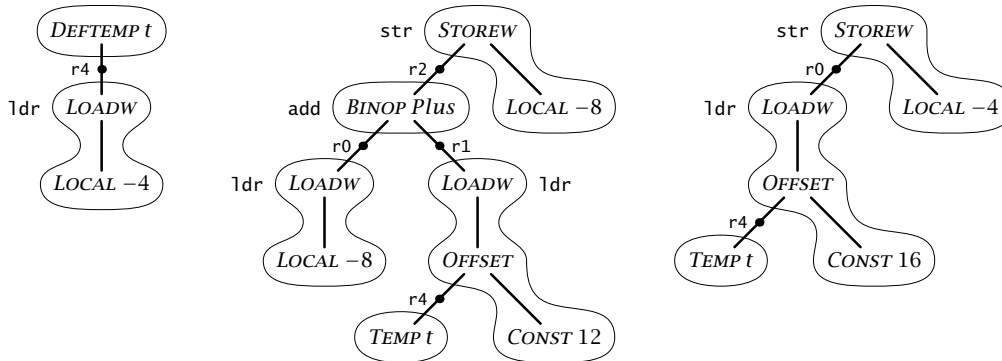 DEFTEMP t
r4
ldr LOADW
LOCAL −4
str STOREW
r2
add BINOP Plus LOCAL −8
r0 r1
ldr LOADW LOADW ldr
LOCAL −8 OFFSET
r4
TEMP t CONST 12
str STOREW
r0
ldr LOADW LOCAL −4
OFFSET
r4
TEMP t CONST 16